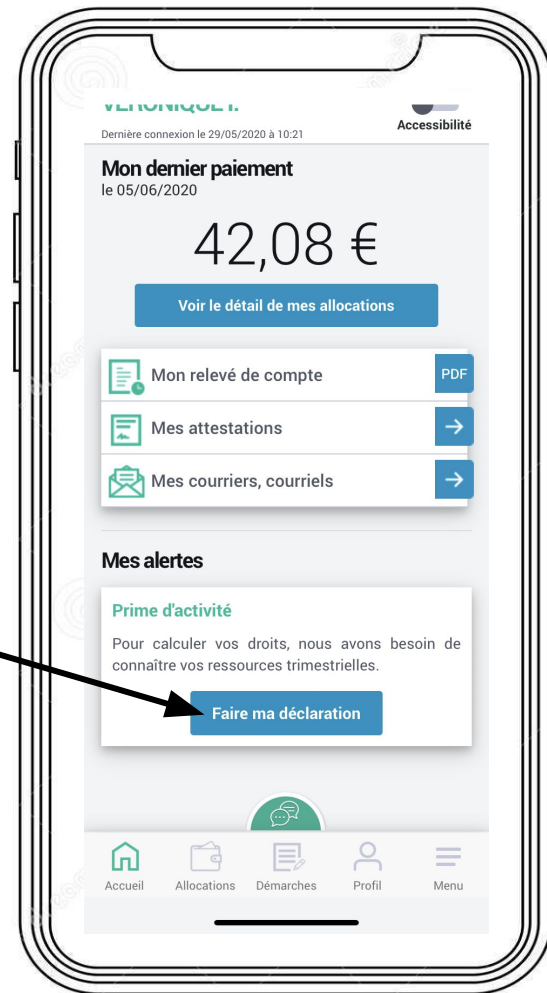 VERONIQUE F.
Accessibilité
Dernière connexion le 29/05/2020 à 10:21
Mon dernier paiement
le 05/06/2020
42,08 €
Voir le détail de mes allocations
Mon relevé de compte
PDF
Mes attestations
Mes courriers, courriels
Mes alertes
Prime d'activité
Pour calculer vos droits, nous avons besoin de
connaître vos ressources trimestrielles.
Faire ma déclaration
Accueil
Allocations
Démarches
Profil
Menu